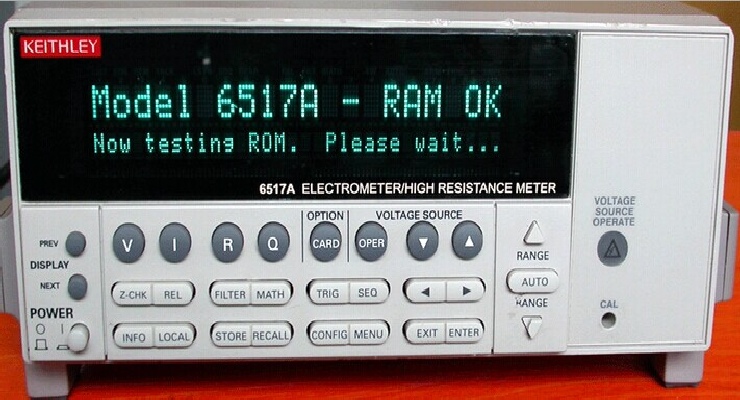 KEITHLEY
Model 6517A - RAM OK
Now testing ROM.  Please wait...
6517A ELECTROMETER/HIGH RESISTANCE METER
OPTION VOLTAGE SOURCE
PREV V I R Q CARD OPER ▼ ▲
DISPLAY
NEXT Z-CHK REL FILTER MATH TRIG SEQ ◀ ▶
POWER
O I
INFO LOCAL STORE RECALL CONFIG MENU EXIT ENTER
RANGE
AUTO
RANGE
VOLTAGE
SOURCE
OPERATE
CAL